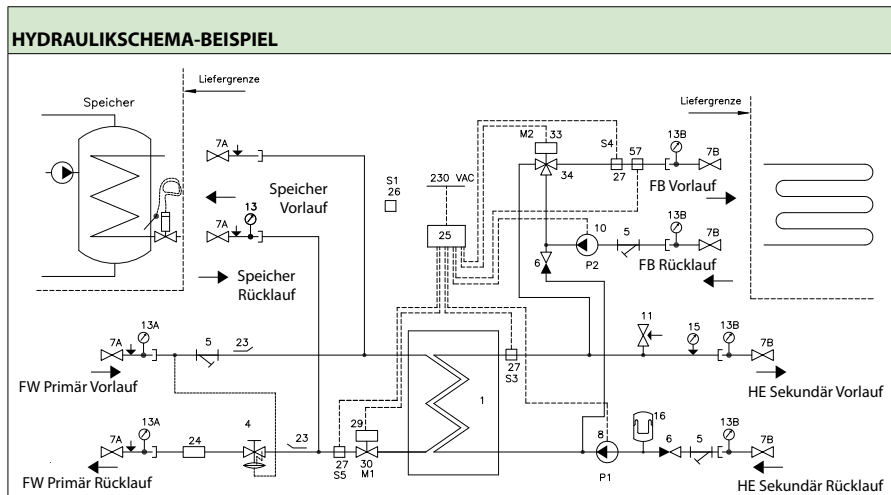 HYDRAULIKSCHEMA-BEISPIEL
Liefergrenze
Speicher
7A
Speicher
Vorlauf
13
7A
Speicher
Rücklauf
S1
26
230 VAC
25
M2
33
34
S4
27
57
13B
7B
FB Vorlauf
Liefergrenze
10
P2
5
13B
7B
FB Rücklauf
6
13A
7A
5
23
FW Primär Vorlauf
1
27
S3
11
15
13B
7B
HE Sekundär Vorlauf
13A
7A
24
4
23
27
S5
29
30
M1
FW Primär Rücklauf
8
P1
16
6
5
13B
7B
HE Sekundär Rücklauf